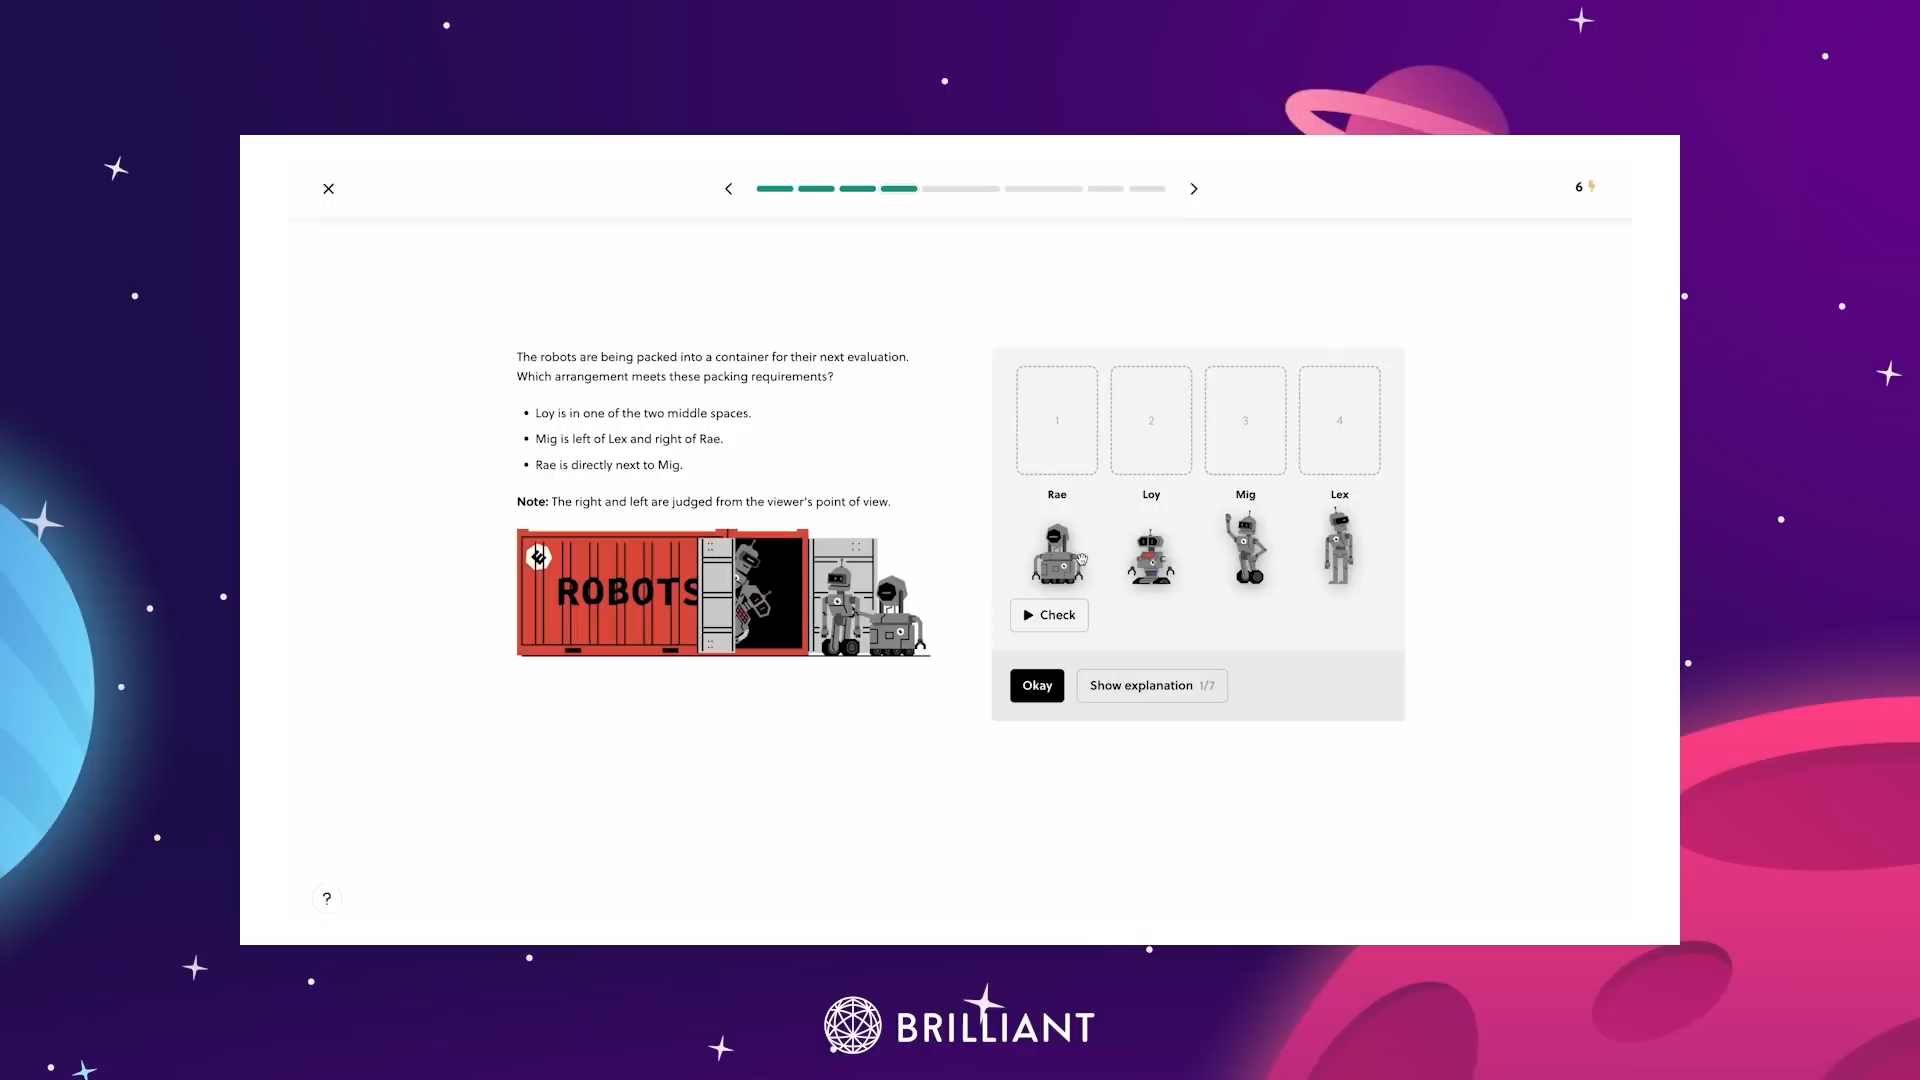 6
The robots are being packed into a container for their next evaluation.
Which arrangement meets these packing requirements?
• Loy is in one of the two middle spaces.
• Mig is left of Lex and right of Rae.
• Rae is directly next to Mig.
Note: The right and left are judged from the viewer's point of view.
E
ROBOTS
1 2 3 4
Rae Loy Mig Lex
Check
Okay Show explanation 1/7
?
BRILLIANT